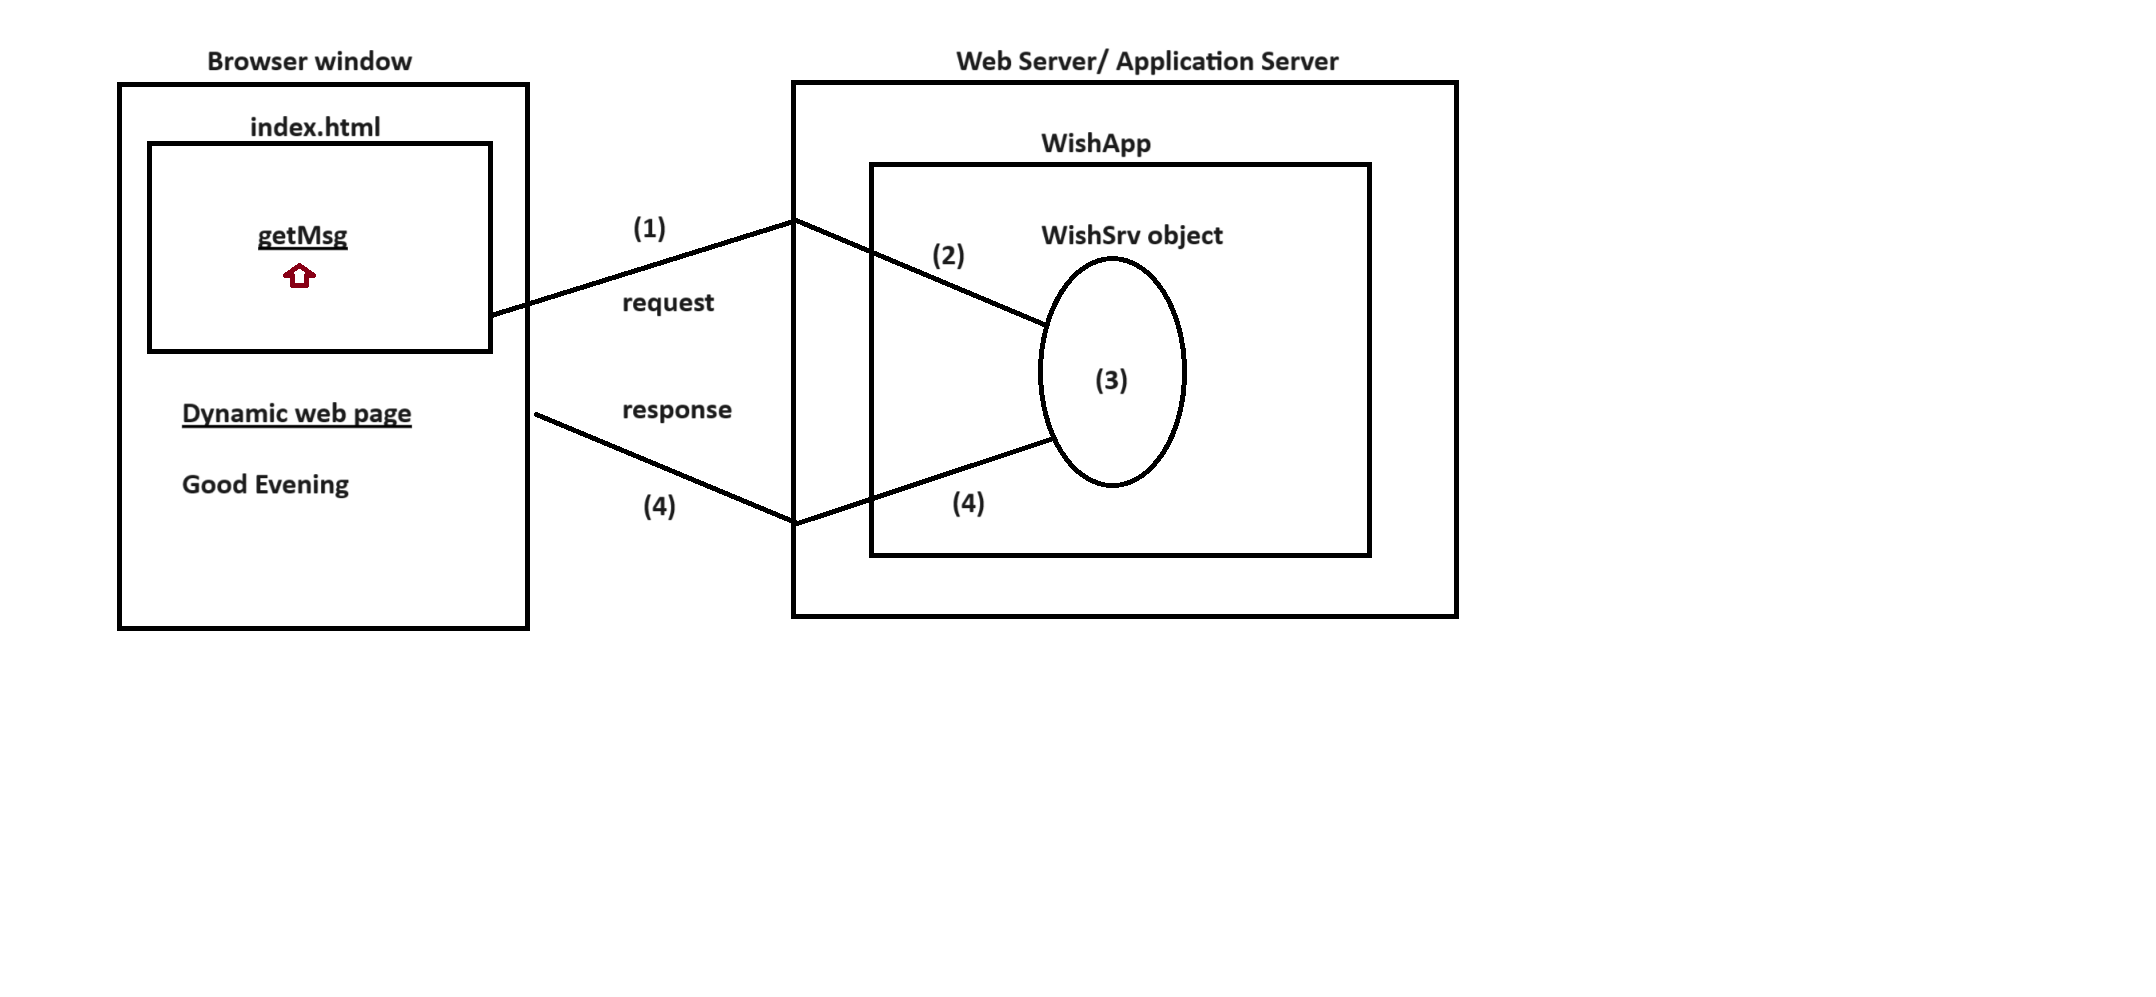 Browser window
index.html
getMsg
Dynamic web page
Good Evening
(1)
request
response
(4)
Web Server/ Application Server
WishApp
WishSrv object
(2)
(3)
(4)